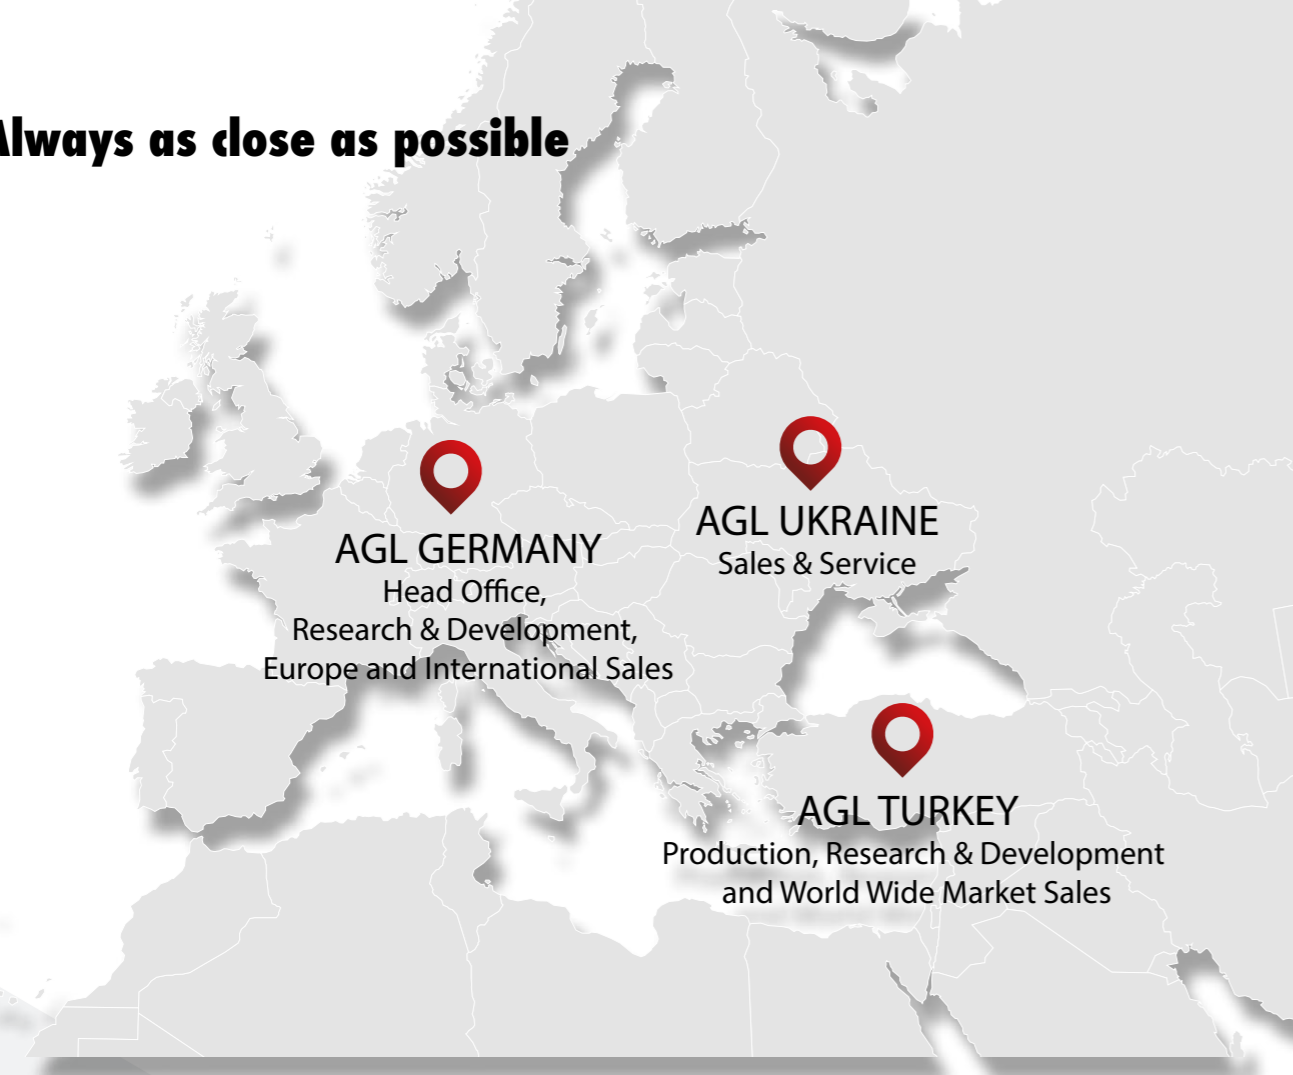 Always as close as possible
AGL UKRAINE
Sales & Service
AGL GERMANY
Head Office,
Research & Development,
Europe and International Sales
AGL TURKEY
Production, Research & Development
and World Wide Market Sales